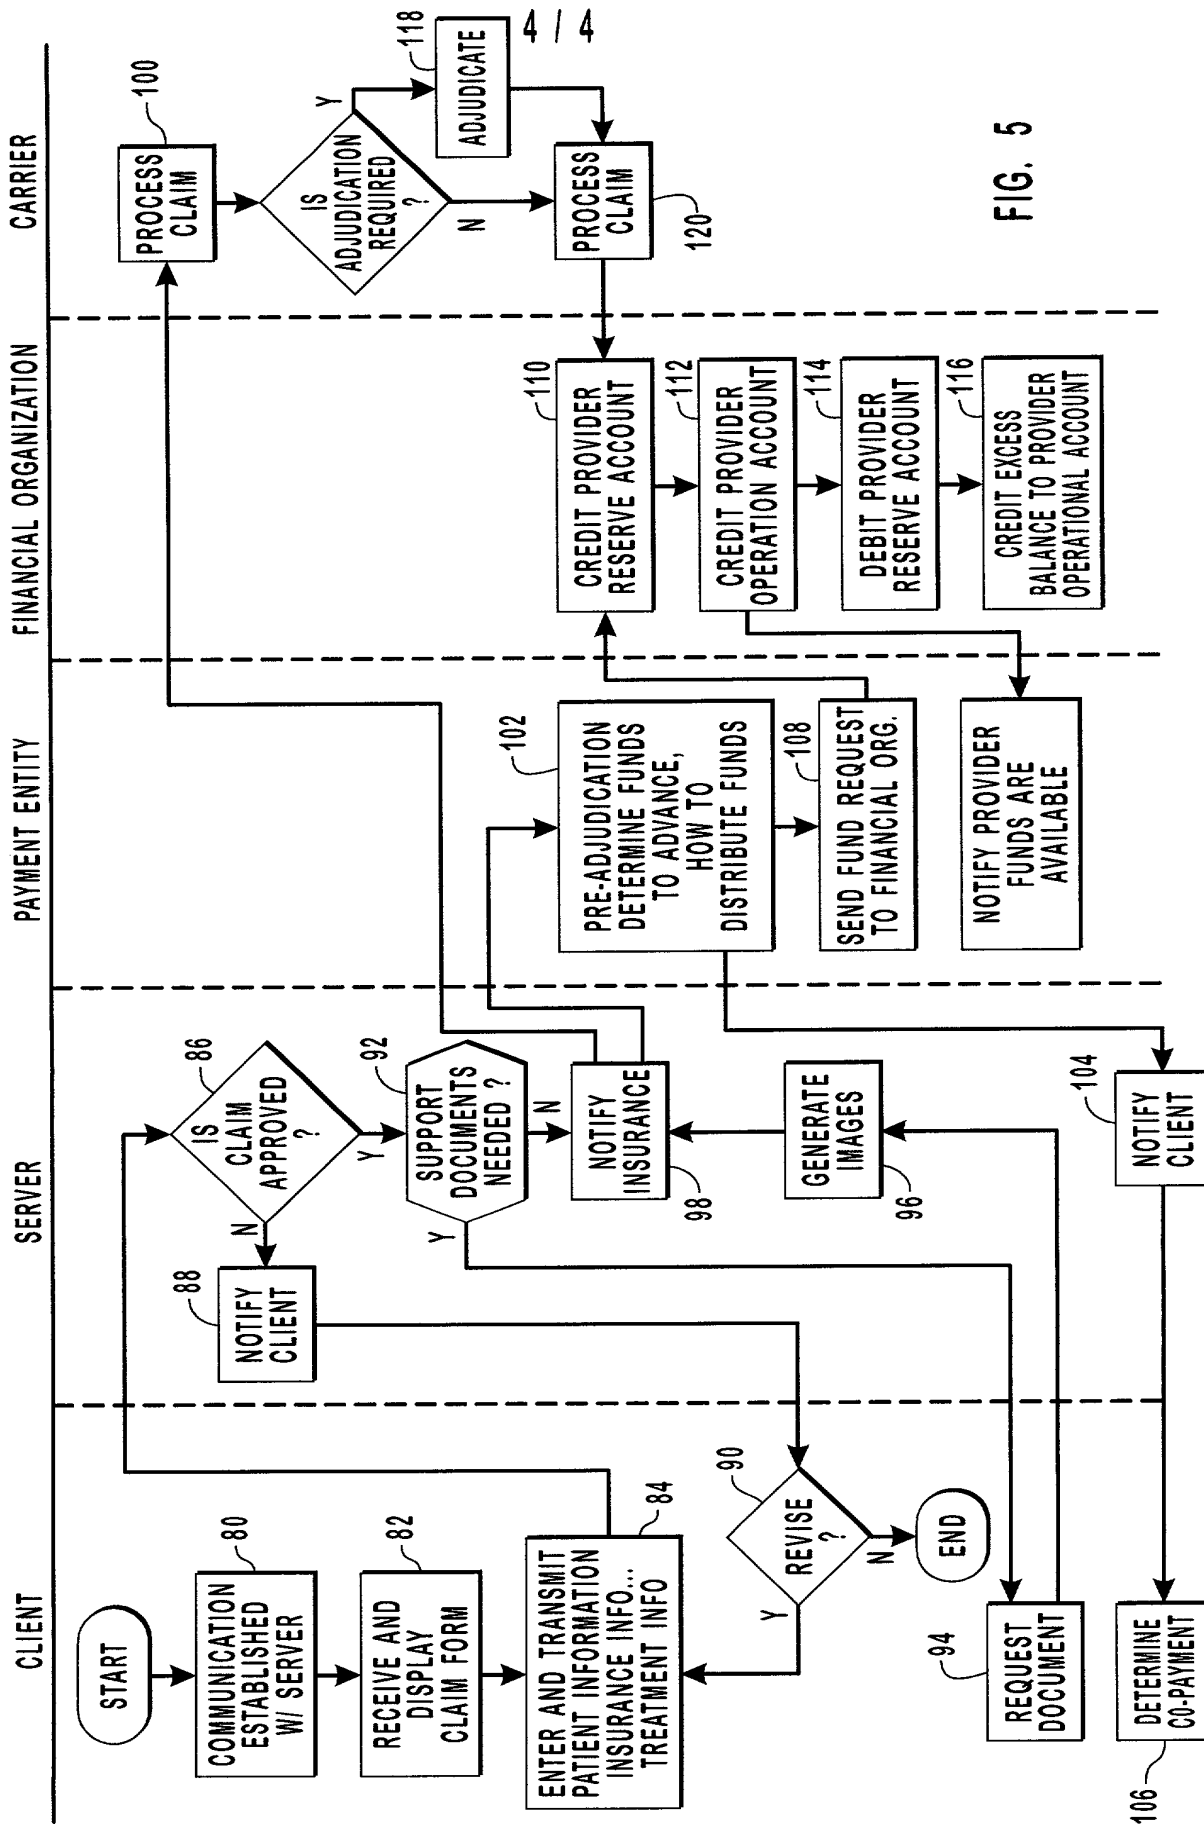 4 / 4
CLIENT
SERVER
PAYMENT ENTITY
FINANCIAL ORGANIZATION
CARRIER
START
COMMUNICATION
ESTABLISHED
W/ SERVER
80
RECEIVE AND
DISPLAY
CLAIM FORM
82
ENTER AND TRANSMIT
PATIENT INFORMATION
INSURANCE INFO...
TREATMENT INFO
84
REVISE
?
90
Y
N
END
REQUEST
DOCUMENT
94
DETERMINE
CO-PAYMENT
106
IS
CLAIM
APPROVED
?
86
N
Y
NOTIFY
CLIENT
88
SUPPORT
DOCUMENTS
NEEDED ?
92
Y
N
NOTIFY
INSURANCE
98
GENERATE
IMAGES
96
NOTIFY
CLIENT
104
PRE-ADJUDICATION
DETERMINE FUNDS
TO ADVANCE,
HOW TO
DISTRIBUTE FUNDS
102
SEND FUND REQUEST
TO FINANCIAL ORG.
108
NOTIFY PROVIDER
FUNDS ARE
AVAILABLE
CREDIT PROVIDER
RESERVE ACCOUNT
110
CREDIT PROVIDER
OPERATION ACCOUNT
112
DEBIT PROVIDER
RESERVE ACCOUNT
114
CREDIT EXCESS
BALANCE TO PROVIDER
OPERATIONAL ACCOUNT
116
PROCESS
CLAIM
100
IS
ADJUDICATION
REQUIRED
?
Y
N
ADJUDICATE
118
PROCESS
CLAIM
120
FIG. 5